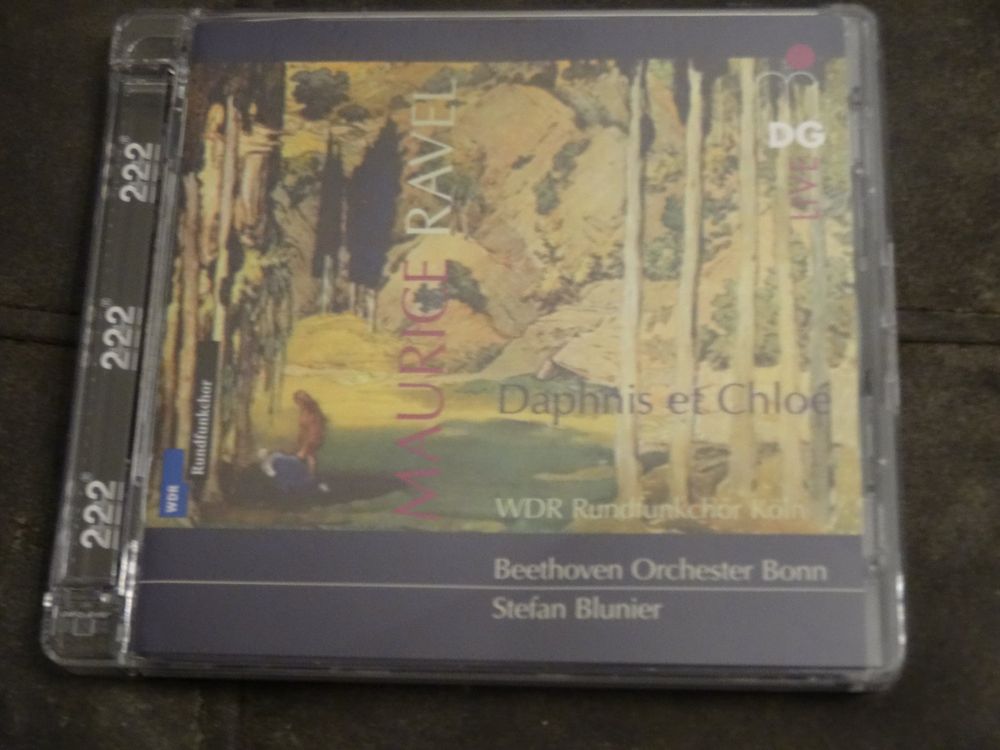 222
222
222
MAURICE RAVEL
DG
LIVE
Daphnis et Chloé
WDR Rundfunkchor Köln
WDR Rundfunkchor
Beethoven Orchester Bonn
Stefan Blunier